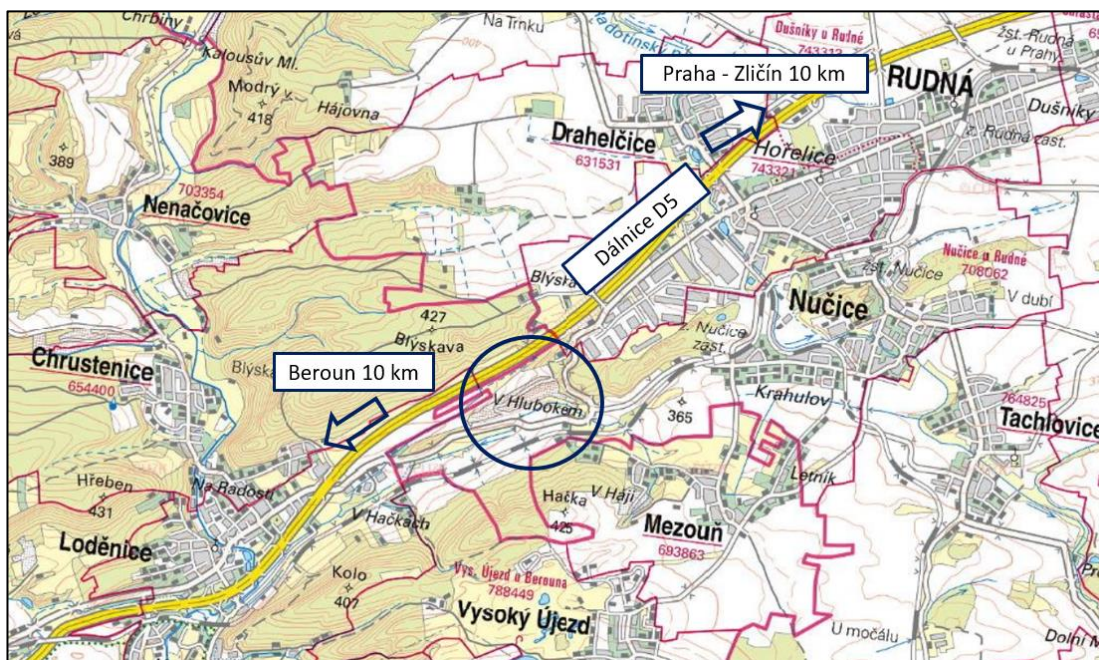 Chrbiny
Na Trnku
Dušníky u Rudné
743313
žst. Rudná
u Prahy
Kalousův Ml.
Praha - Zličín 10 km
RUDNÁ
Modrý v.
418
Hájovna
Dušníky
Drahelčice
631531
Hořelice
743321
z. Rudná zast.
389
703354
Nenačovice
Dálnice D5
Nučice u Rudné
708062
žst. Nučice
V dubí
Nučice
427
Blýskava
z. Nučice
zast.
Chrustenice
654400
Beroun 10 km
V Hlubokém
365
Krahulov
764825
Tachlovice
Na Radosti
Hřeben
431
Letník
Hačka
425
V Háji
Mezouň
693863
V Hačkách
Loděnice
Kolo
407
Vys. Újezd u Berouna
788449
Vysoký Újezd
U močálu